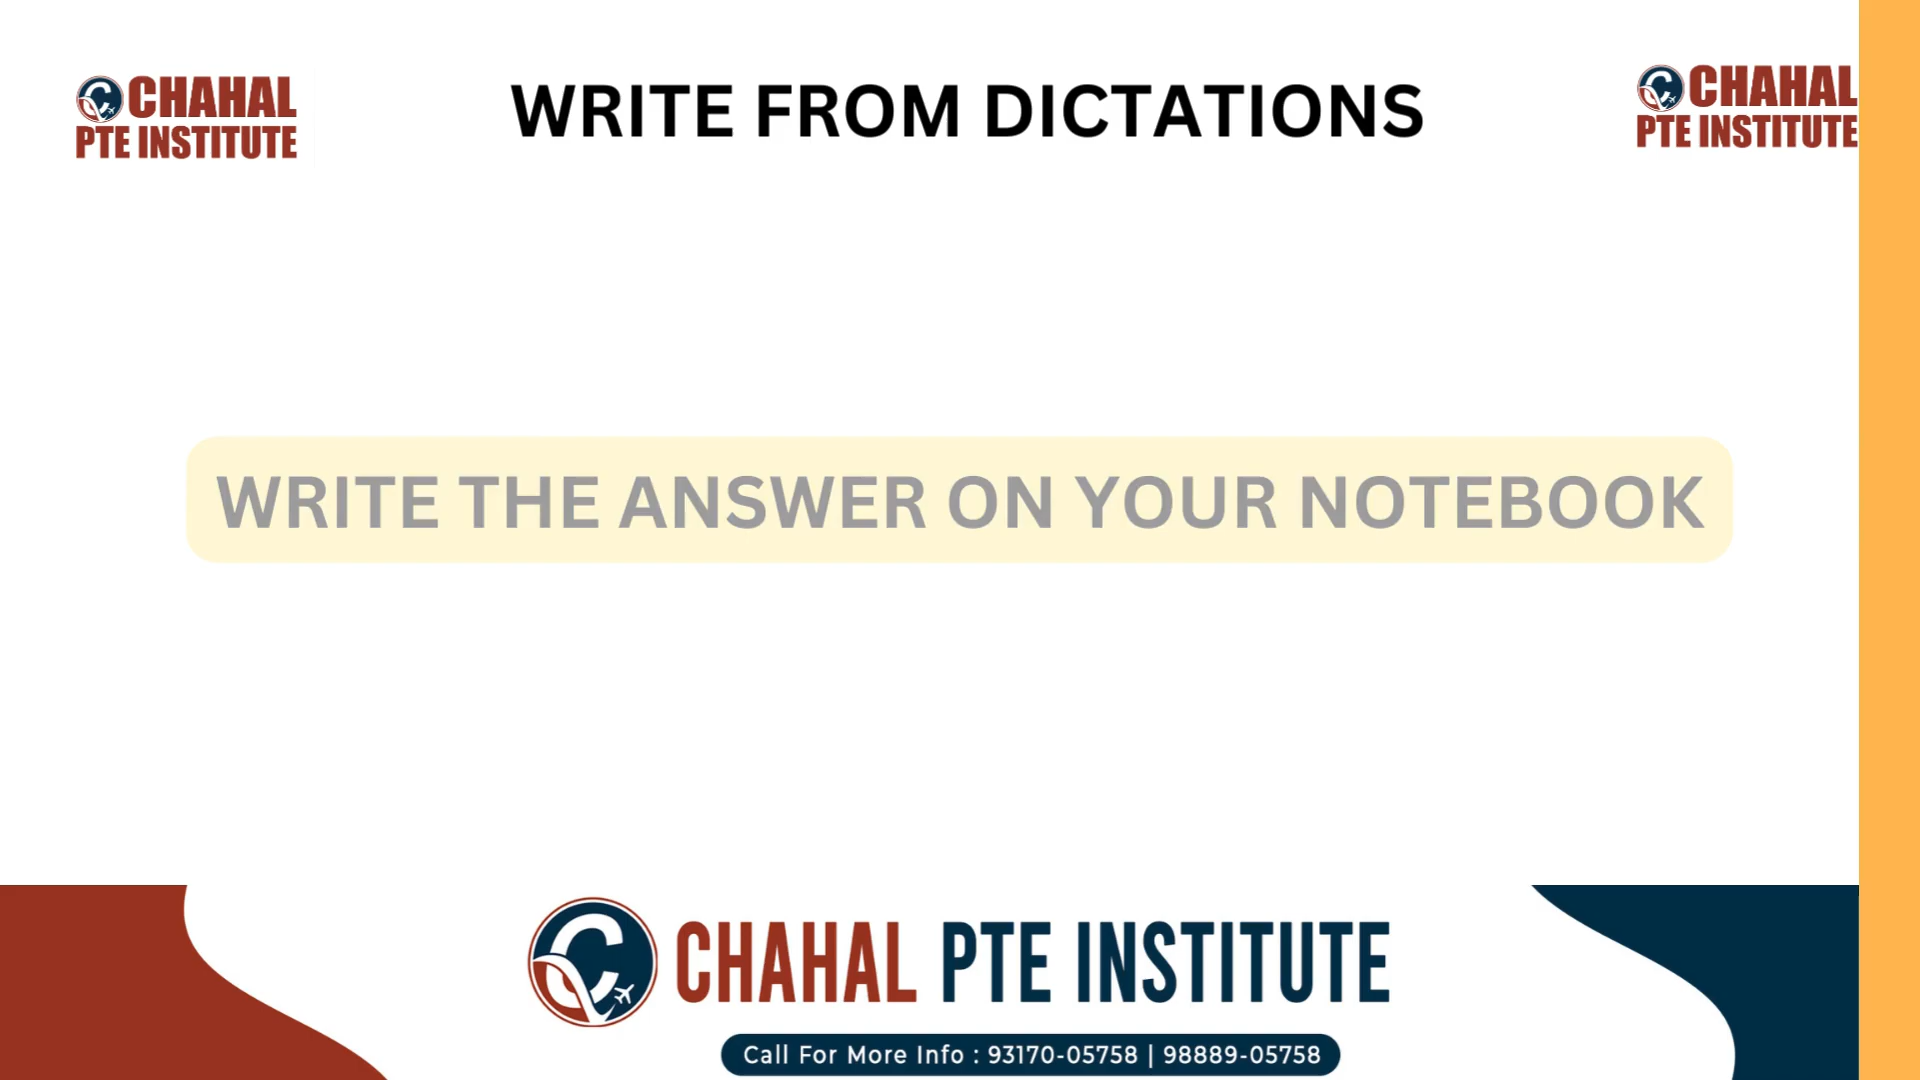 CHAHAL
PTE INSTITUTE
WRITE FROM DICTATIONS
CHAHAL
PTE INSTITUTE
WRITE THE ANSWER ON YOUR NOTEBOOK
CHAHAL PTE INSTITUTE
Call For More Info : 93170-05758 | 98889-05758